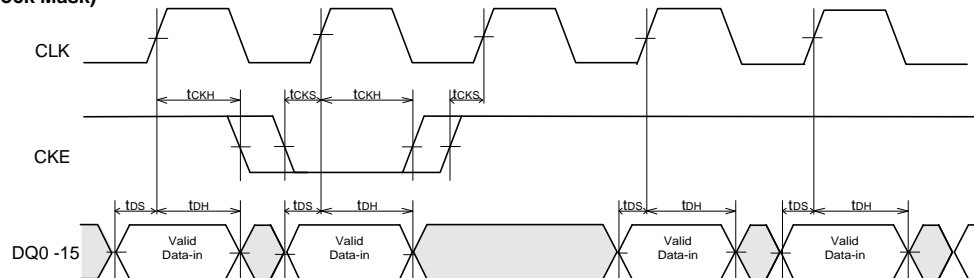 ock Mask)
CLK
tCKH tCKS tCKH tCKS
CKE
tDS tDH tDS tDH tDS tDH tDS tDH
DQ0 -15
Valid Data-in
Valid Data-in
Valid Data-in
Valid Data-in